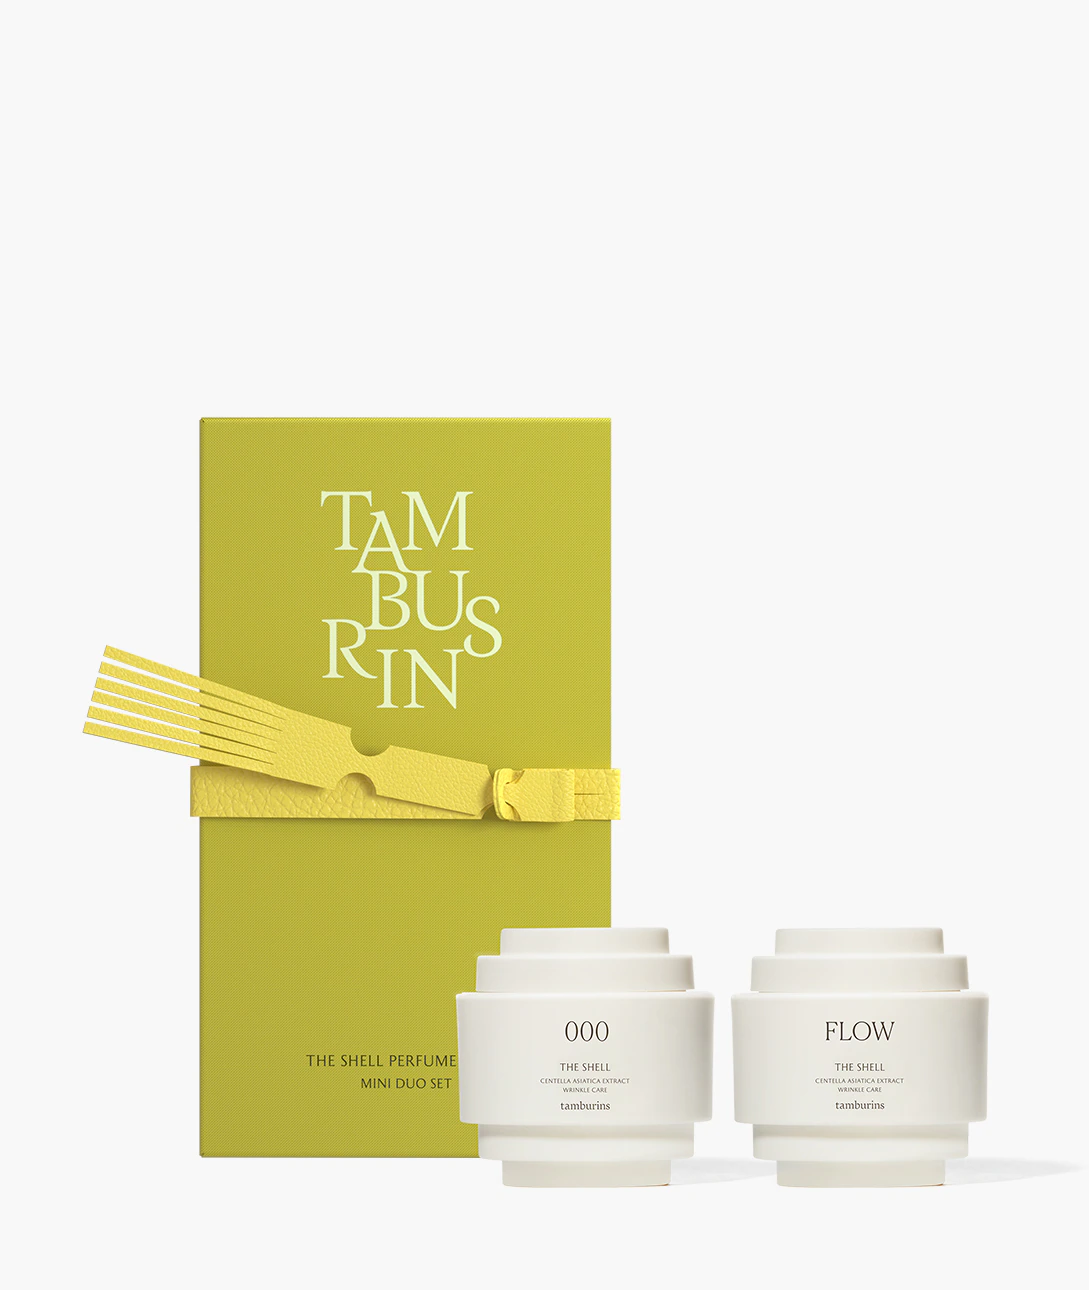 TAM
BUS
RIN
THE SHELL PERFUME
MINI DUO SET
000
THE SHELL
CENTELLA ASIATICA EXTRACT
WRINKLE CARE
tamburins
FLOW
THE SHELL
CENTELLA ASIATICA EXTRACT
WRINKLE CARE
tamburins